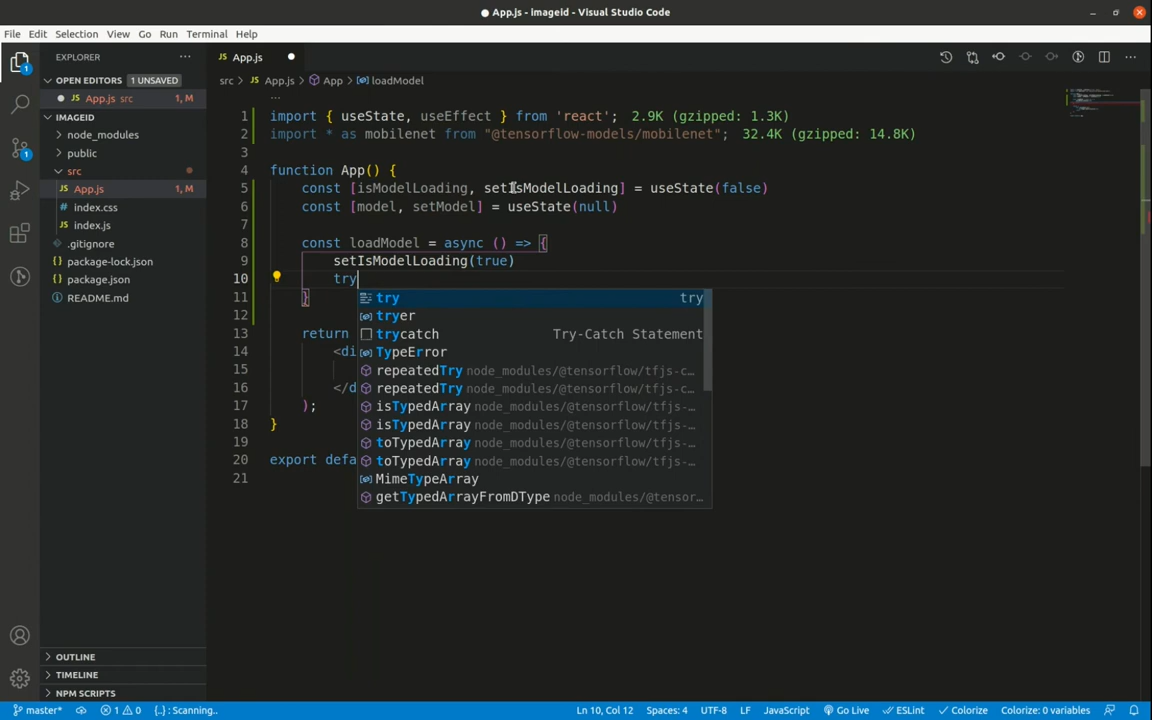 App.js - imageid - Visual Studio Code
File Edit Selection View Go Run Terminal Help
EXPLORER
App.js
OPEN EDITORS 1 UNSAVED
App.js src 1, M
IMAGEID
node_modules
public
src
App.js 1, M
index.css
index.js
.gitignore
package-lock.json
package.json
README.md
OUTLINE
TIMELINE
NPM SCRIPTS
src > App.js > App > loadModel
1 import { useState, useEffect } from 'react'; 2.9K (gzipped: 1.3K)
2 import * as mobilenet from "@tensorflow-models/mobilenet"; 32.4K (gzipped: 14.8K)
3
4 function App() {
5 const [isModelLoading, setIsModelLoading] = useState(false)
6 const [model, setModel] = useState(null)
7
8 const loadModel = async () => {
9 setIsModelLoading(true)
10 try
11 }
12
13 return
14 <di
15
16 </d
17 );
18 }
19
20 export defa
21
try try
tryer
trycatch Try-Catch Statement
TypeError
repeatedTry node_modules/@tensorflow/tfjs-c...
repeatedTry node_modules/@tensorflow/tfjs-c...
isTypedArray node_modules/@tensorflow/tfjs-...
isTypedArray node_modules/@tensorflow/tfjs-...
toTypedArray node_modules/@tensorflow/tfjs-...
toTypedArray node_modules/@tensorflow/tfjs-...
MimeTypeArray
getTypedArrayFromDType node_modules/@tensor...
master* 1 0 {..} : Scanning.. Ln 10, Col 12 Spaces: 4 UTF-8 LF JavaScript Go Live ESLint Colorize Colorize: 0 variables